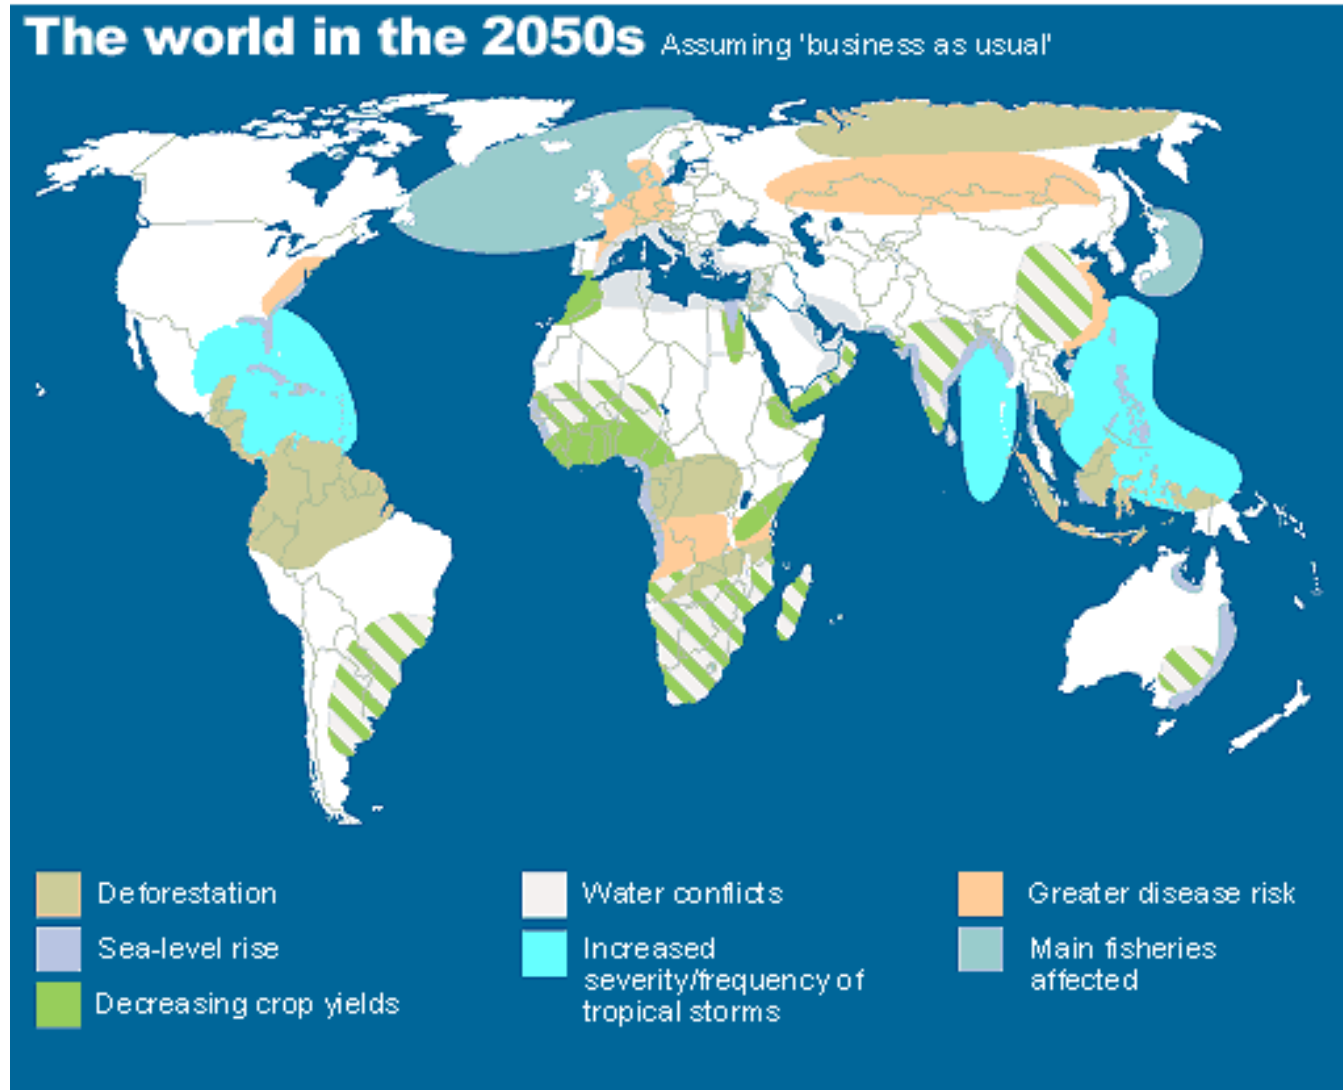 The world in the 2050s Assuming 'business as usual'
Deforestation
Sea-level rise
Decreasing crop yields
Water conflicts
Increased
severity/frequency of
tropical storms
Greater disease risk
Main fisheries
affected